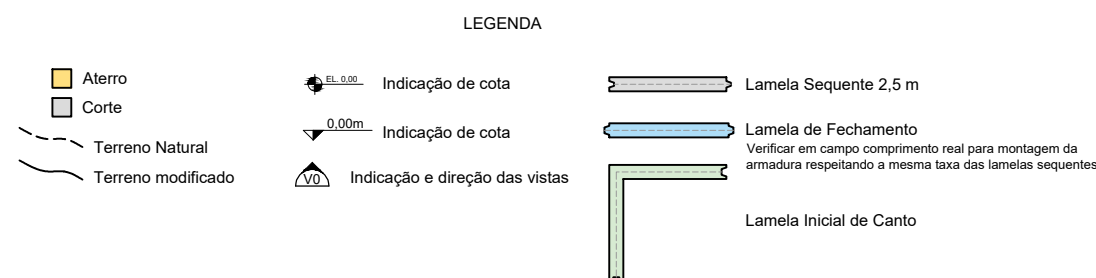 LEGENDA
Aterro
Corte
Terreno Natural
Terreno modificado
EL. 0,00
Indicação de cota
0,00m
Indicação de cota
V0
Indicação e direção das vistas
Lamela Sequente 2,5 m
Lamela de Fechamento
Verificar em campo comprimento real para montagem da
armadura respeitando a mesma taxa das lamelas sequentes
Lamela Inicial de Canto